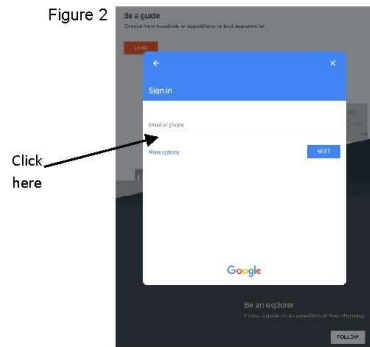 Figure 2
Be a guide
LEAD
Sign in
Email or phone
More options
NEXT
Click
here
Google
Be an explorer
FOLLOW